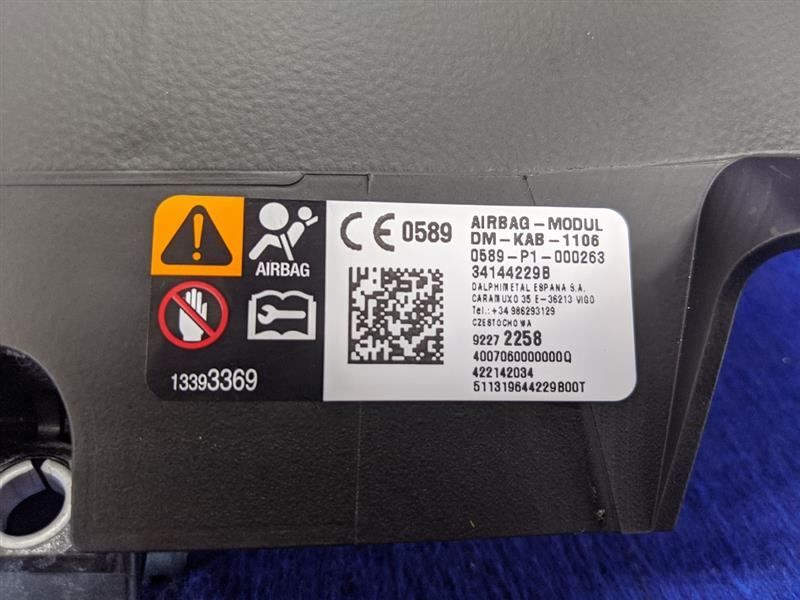 AIRBAG
13393369
CE 0589
AIRBAG-MODUL
DM-KAB-1106
0589-P1-000263
34144229B
DALPHIMETAL ESPANA S.A.
CARAMUXO 35 E-36213 VIGO
Tel.: +34 986293129
CZESTOCHOWA
9227 2258
4007060000000Q
422142034
511319644229B00T